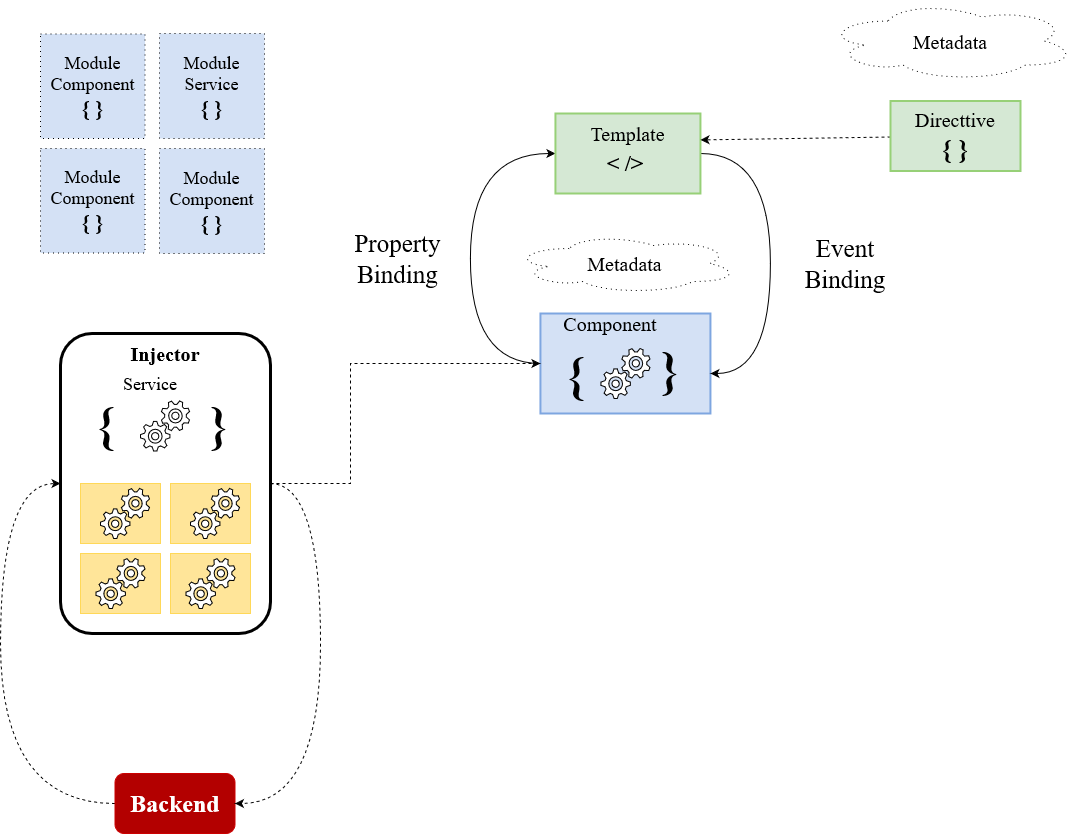 Metadata
Module
Component
{ }
Module
Service
{ }
Directtive
{ }
Template
< />
Module
Component
{ }
Module
Component
{ }
Property
Binding
Event
Binding
Metadata
Component
{ }
Injector
Service
{ }
Backend